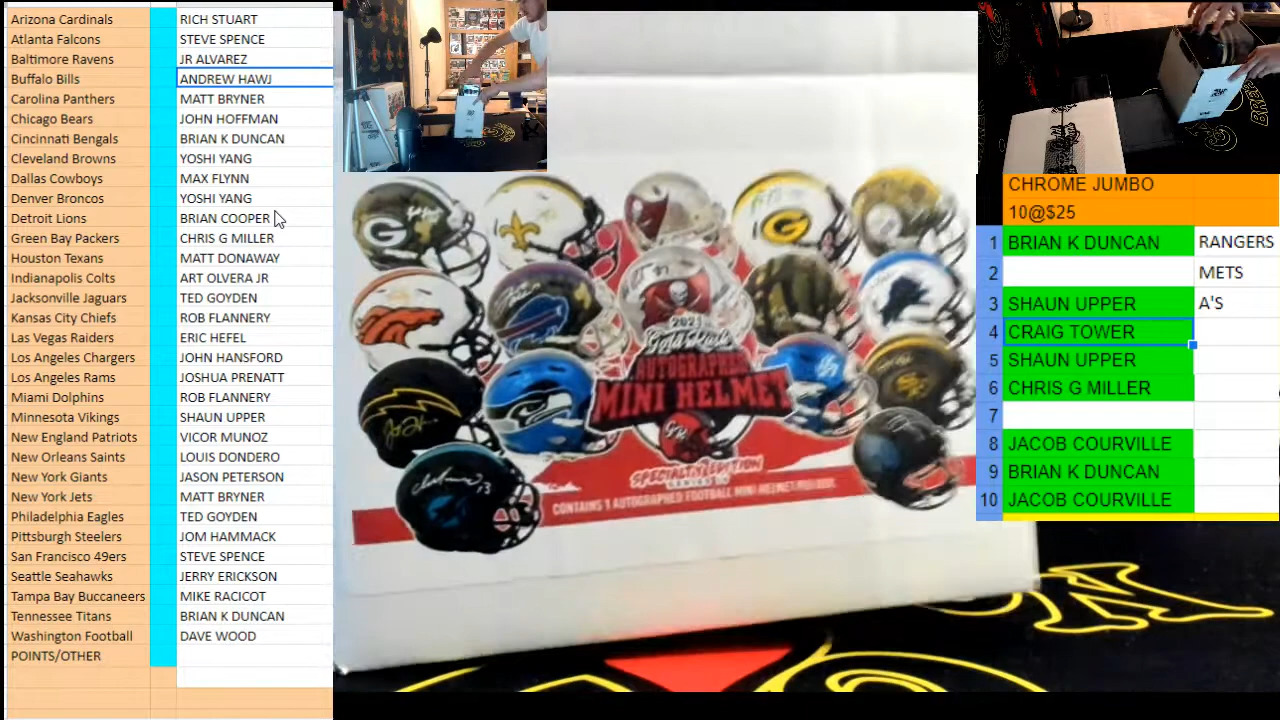 Arizona Cardinals RICH STUART
Atlanta Falcons STEVE SPENCE
Baltimore Ravens JR ALVAREZ
Buffalo Bills ANDREW HAWJ
Carolina Panthers MATT BRYNER
Chicago Bears JOHN HOFFMAN
Cincinnati Bengals BRIAN K DUNCAN
Cleveland Browns YOSHI YANG
Dallas Cowboys MAX FLYNN
Denver Broncos YOSHI YANG
Detroit Lions BRIAN COOPER
Green Bay Packers CHRIS G MILLER
Houston Texans MATT DONAWAY
Indianapolis Colts ART OLVERA JR
Jacksonville Jaguars TED GOYDEN
Kansas City Chiefs ROB FLANNERY
Las Vegas Raiders ERIC HEFEL
Los Angeles Chargers JOHN HANSFORD
Los Angeles Rams JOSHUA PRENATT
Miami Dolphins ROB FLANNERY
Minnesota Vikings SHAUN UPPER
New England Patriots VICOR MUNOZ
New Orleans Saints LOUIS DONDERO
New York Giants JASON PETERSON
New York Jets MATT BRYNER
Philadelphia Eagles TED GOYDEN
Pittsburgh Steelers JOM HAMMACK
San Francisco 49ers STEVE SPENCE
Seattle Seahawks JERRY ERICKSON
Tampa Bay Buccaneers MIKE RACICOT
Tennessee Titans BRIAN K DUNCAN
Washington Football DAVE WOOD
POINTS/OTHER
2021
Gold Rush
AUTOGRAPHED
MINI HELMET
SPECIALTY EDITION
CONTAINS 1 AUTOGRAPHED FOOTBALL MINI HELMET PER BOX
CHROME JUMBO
10@$25
1 BRIAN K DUNCAN RANGERS
2 METS
3 SHAUN UPPER A'S
4 CRAIG TOWER
5 SHAUN UPPER
6 CHRIS G MILLER
7
8 JACOB COURVILLE
9 BRIAN K DUNCAN
10 JACOB COURVILLE